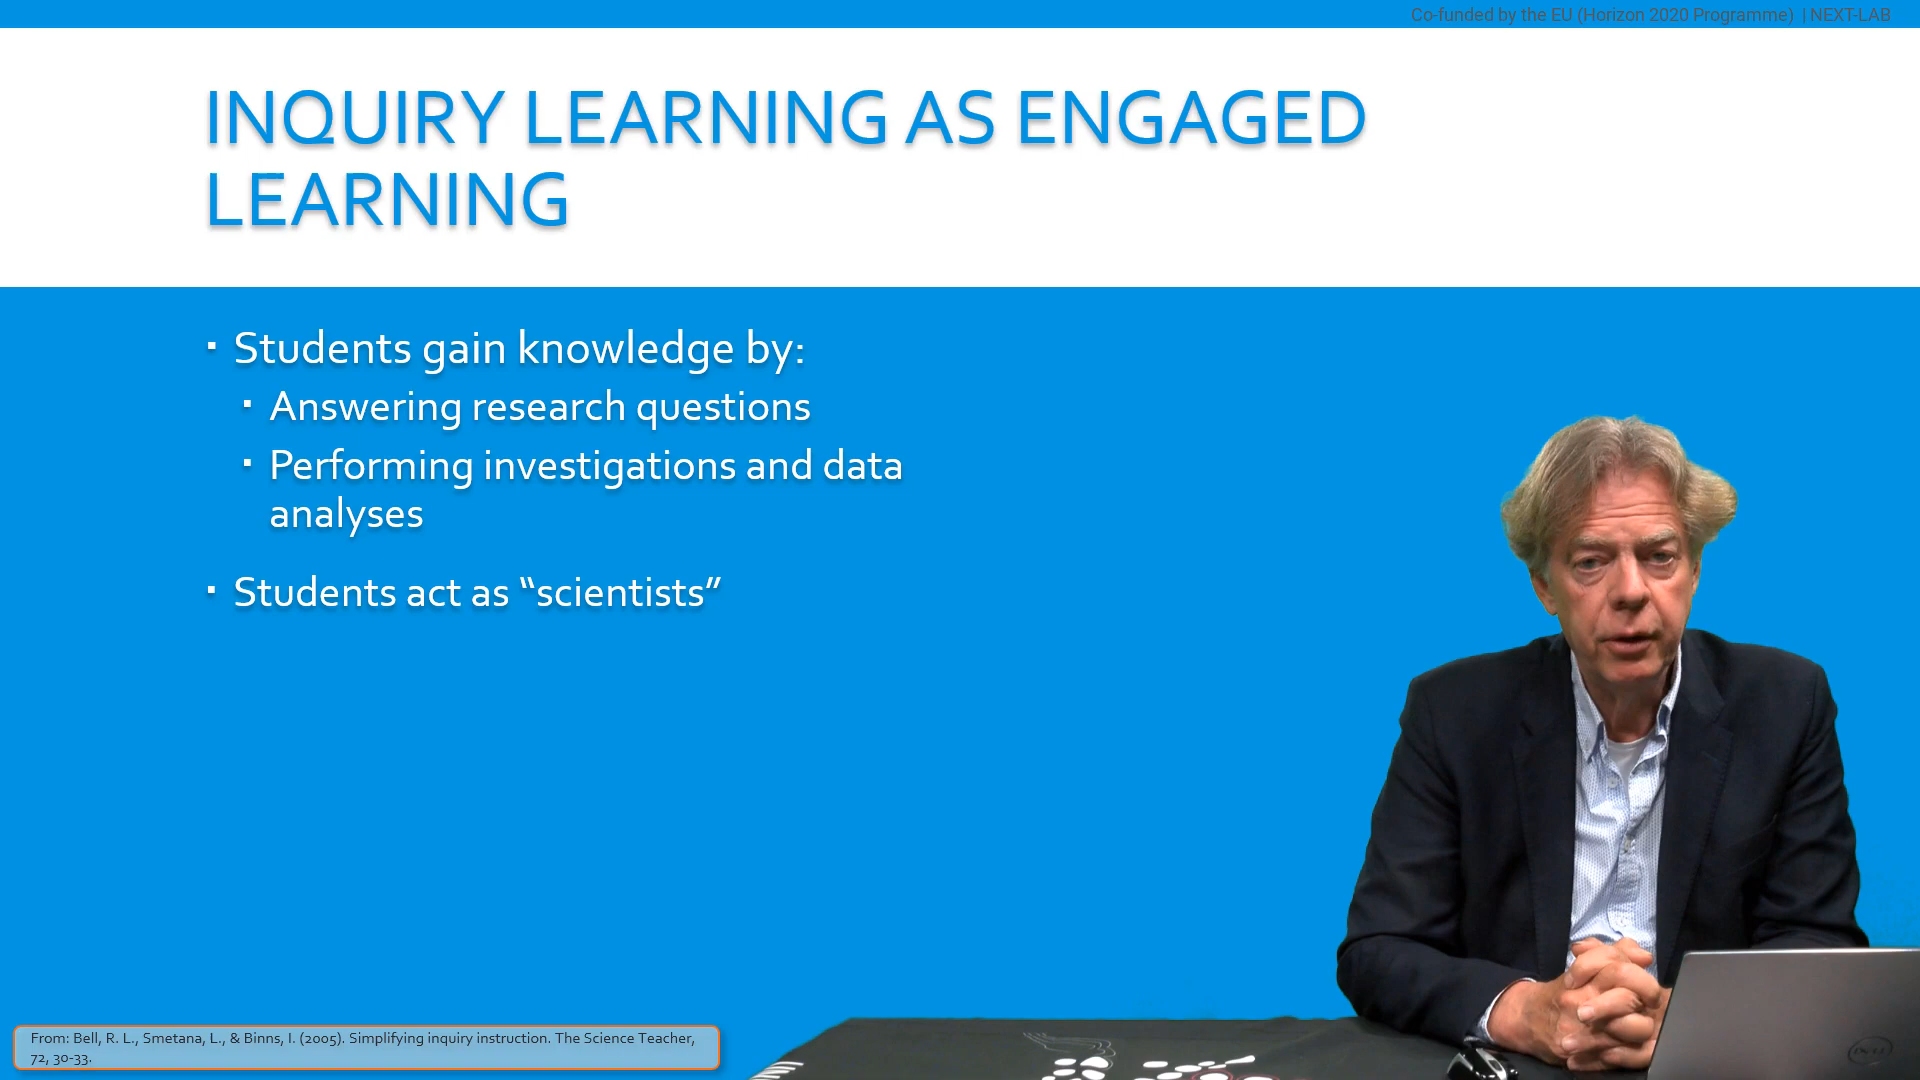 Co-funded by the EU (Horizon 2020 Programme) | NEXT-LAB
INQUIRY LEARNING AS ENGAGED
LEARNING
▪ Students gain knowledge by:
▪ Answering research questions
▪ Performing investigations and data
analyses
▪ Students act as “scientists”
From: Bell, R. L., Smetana, L., & Binns, I. (2005). Simplifying inquiry instruction. The Science Teacher,
72, 30-33.
DELL